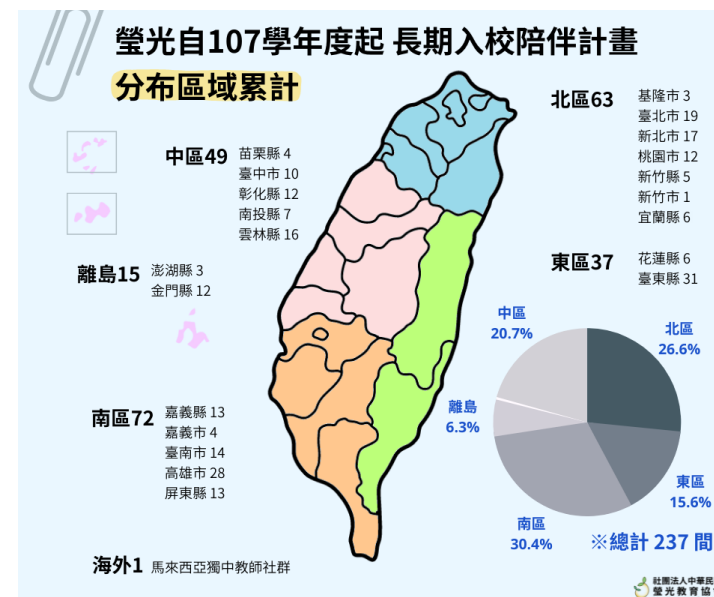 瑩光自107學年度起 長期入校陪伴計畫
分布區域累計
北區63
基隆市 3
臺北市 19
新北市 17
桃園市 12
新竹縣 5
新竹市 1
宜蘭縣 6
中區49
苗栗縣 4
臺中市 10
彰化縣 12
南投縣 7
雲林縣 16
東區37
花蓮縣 6
臺東縣 31
離島15
澎湖縣 3
金門縣 12
中區
20.7%
北區
26.6%
離島
6.3%
東區
15.6%
南區
30.4%
南區72
嘉義縣 13
嘉義市 4
臺南市 14
高雄市 28
屏東縣 13
※總計 237 間
海外1 馬來西亞獨中教師社群
社團法人中華民
瑩光教育協